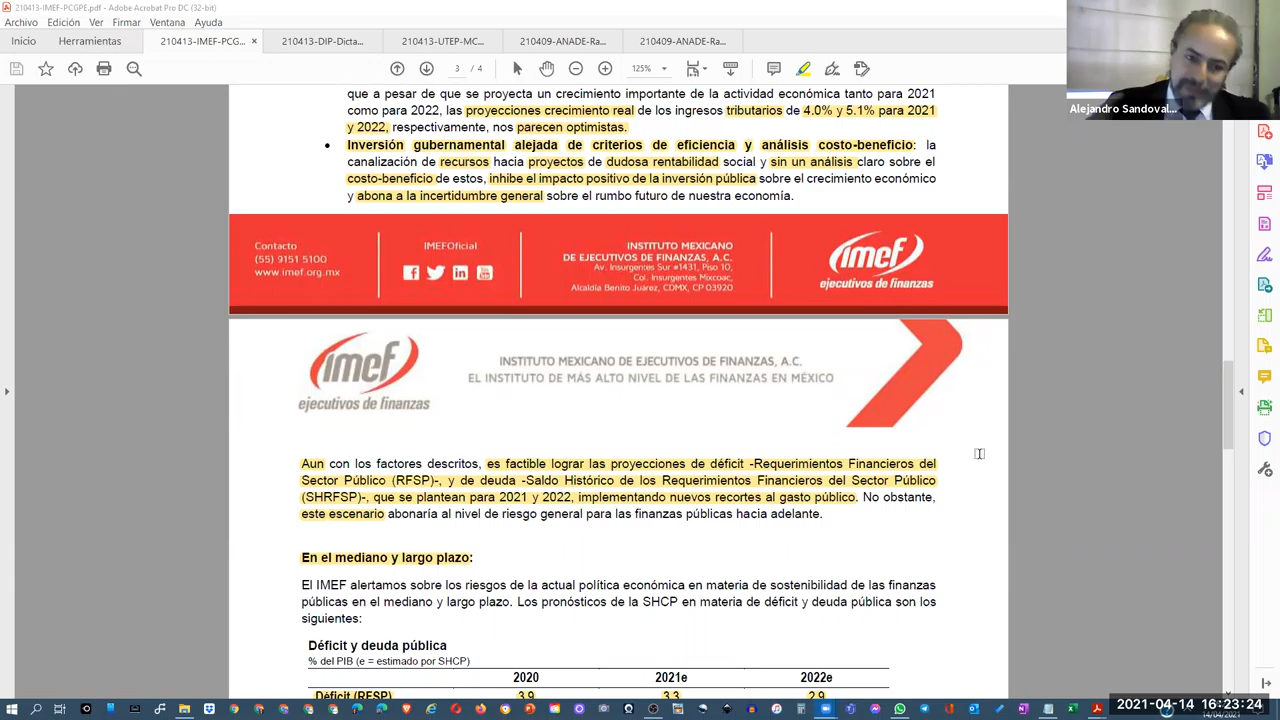 210413-IMEF-PCGPE.pdf - Adobe Acrobat Pro DC (32-bit)
Archivo Edición Ver Firmar Ventana Ayuda
Inicio Herramientas 210413-IMEF-PCG... × 210413-DIP-Dicta... 210413-UTEP-MC... 210409-ANADE-Ra... 210409-ANADE-Ra...
3 / 4 125%
Alejandro Sandoval...
que a pesar de que se proyecta un crecimiento importante de la actividad económica tanto para 2021
como para 2022, las proyecciones crecimiento real de los ingresos tributarios de 4.0% y 5.1% para 2021
y 2022, respectivamente, nos parecen optimistas.
• Inversión gubernamental alejada de criterios de eficiencia y análisis costo-beneficio: la
canalización de recursos hacia proyectos de dudosa rentabilidad social y sin un análisis claro sobre el
costo-beneficio de estos, inhibe el impacto positivo de la inversión pública sobre el crecimiento económico
y abona a la incertidumbre general sobre el rumbo futuro de nuestra economía.
Contacto
(55) 9151 5100
www.imef.org.mx
IMEFOficial
INSTITUTO MEXICANO
DE EJECUTIVOS DE FINANZAS, A.C.
Av. Insurgentes Sur #1431, Piso 10,
Col. Insurgentes Mixcoac,
Alcaldía Benito Juárez, CDMX, CP 03920
imef
ejecutivos de finanzas
imef
ejecutivos de finanzas
INSTITUTO MEXICANO DE EJECUTIVOS DE FINANZAS, A.C.
EL INSTITUTO DE MÁS ALTO NIVEL DE LAS FINANZAS EN MÉXICO
Aun con los factores descritos, es factible lograr las proyecciones de déficit -Requerimientos Financieros del
Sector Público (RFSP)-, y de deuda -Saldo Histórico de los Requerimientos Financieros del Sector Público
(SHRFSP)-, que se plantean para 2021 y 2022, implementando nuevos recortes al gasto público. No obstante,
este escenario abonaría al nivel de riesgo general para las finanzas públicas hacia adelante.
En el mediano y largo plazo:
El IMEF alertamos sobre los riesgos de la actual política económica en materia de sostenibilidad de las finanzas
públicas en el mediano y largo plazo. Los pronósticos de la SHCP en materia de déficit y deuda pública son los
siguientes:
Déficit y deuda pública
% del PIB (e = estimado por SHCP)
2020 2021e 2022e
Déficit (RFSP) 3.9 3.3 2.9
2021-04-14 16:23:24
14/04/2021